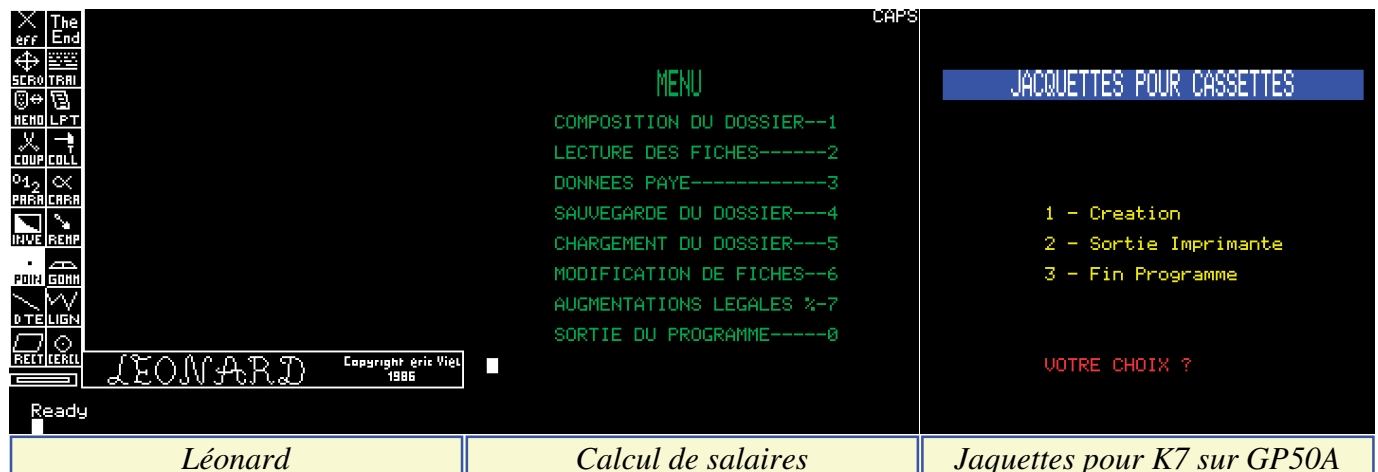 eff The End
SCRO TRAI
MEMO LPT
COUP COLL
0 1 2
PARA CARA
INVE REMP
POIN GOMM
DTE LIGN
RECT CERCL
LEONARD
Copyright eric Viel
1986
Ready
CAPS
MENU
COMPOSITION DU DOSSIER--1
LECTURE DES FICHES------2
DONNEES PAYE------------3
SAUVEGARDE DU DOSSIER---4
CHARGEMENT DU DOSSIER---5
MODIFICATION DE FICHES--6
AUGMENTATIONS LEGALES %-7
SORTIE DU PROGRAMME-----0
JACQUETTES POUR CASSETTES
1 - Creation
2 - Sortie Imprimante
3 - Fin Programme
VOTRE CHOIX ?
Léonard
Calcul de salaires
Jaquettes pour K7 sur GP50A